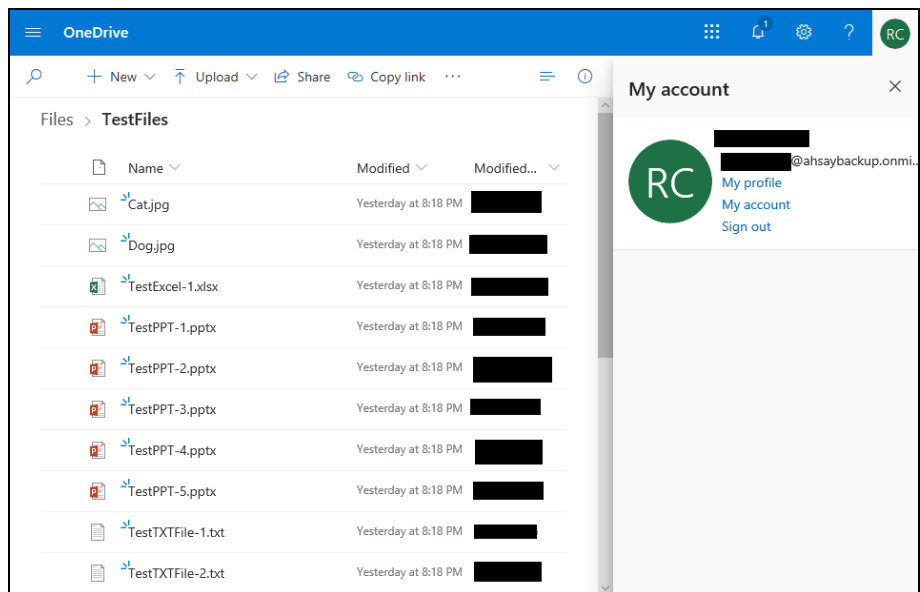 OneDrive
1
RC
New
Upload
Share
Copy link
My account
Files > TestFiles
Name
Modified
Modified...
@ahsaybackup.onmi..
RC
My profile
My account
Sign out
Cat.jpg
Yesterday at 8:18 PM
Dog.jpg
Yesterday at 8:18 PM
TestExcel-1.xlsx
Yesterday at 8:18 PM
TestPPT-1.pptx
Yesterday at 8:18 PM
TestPPT-2.pptx
Yesterday at 8:18 PM
TestPPT-3.pptx
Yesterday at 8:18 PM
TestPPT-4.pptx
Yesterday at 8:18 PM
TestPPT-5.pptx
Yesterday at 8:18 PM
TestTXTFile-1.txt
Yesterday at 8:18 PM
TestTXTFile-2.txt
Yesterday at 8:18 PM